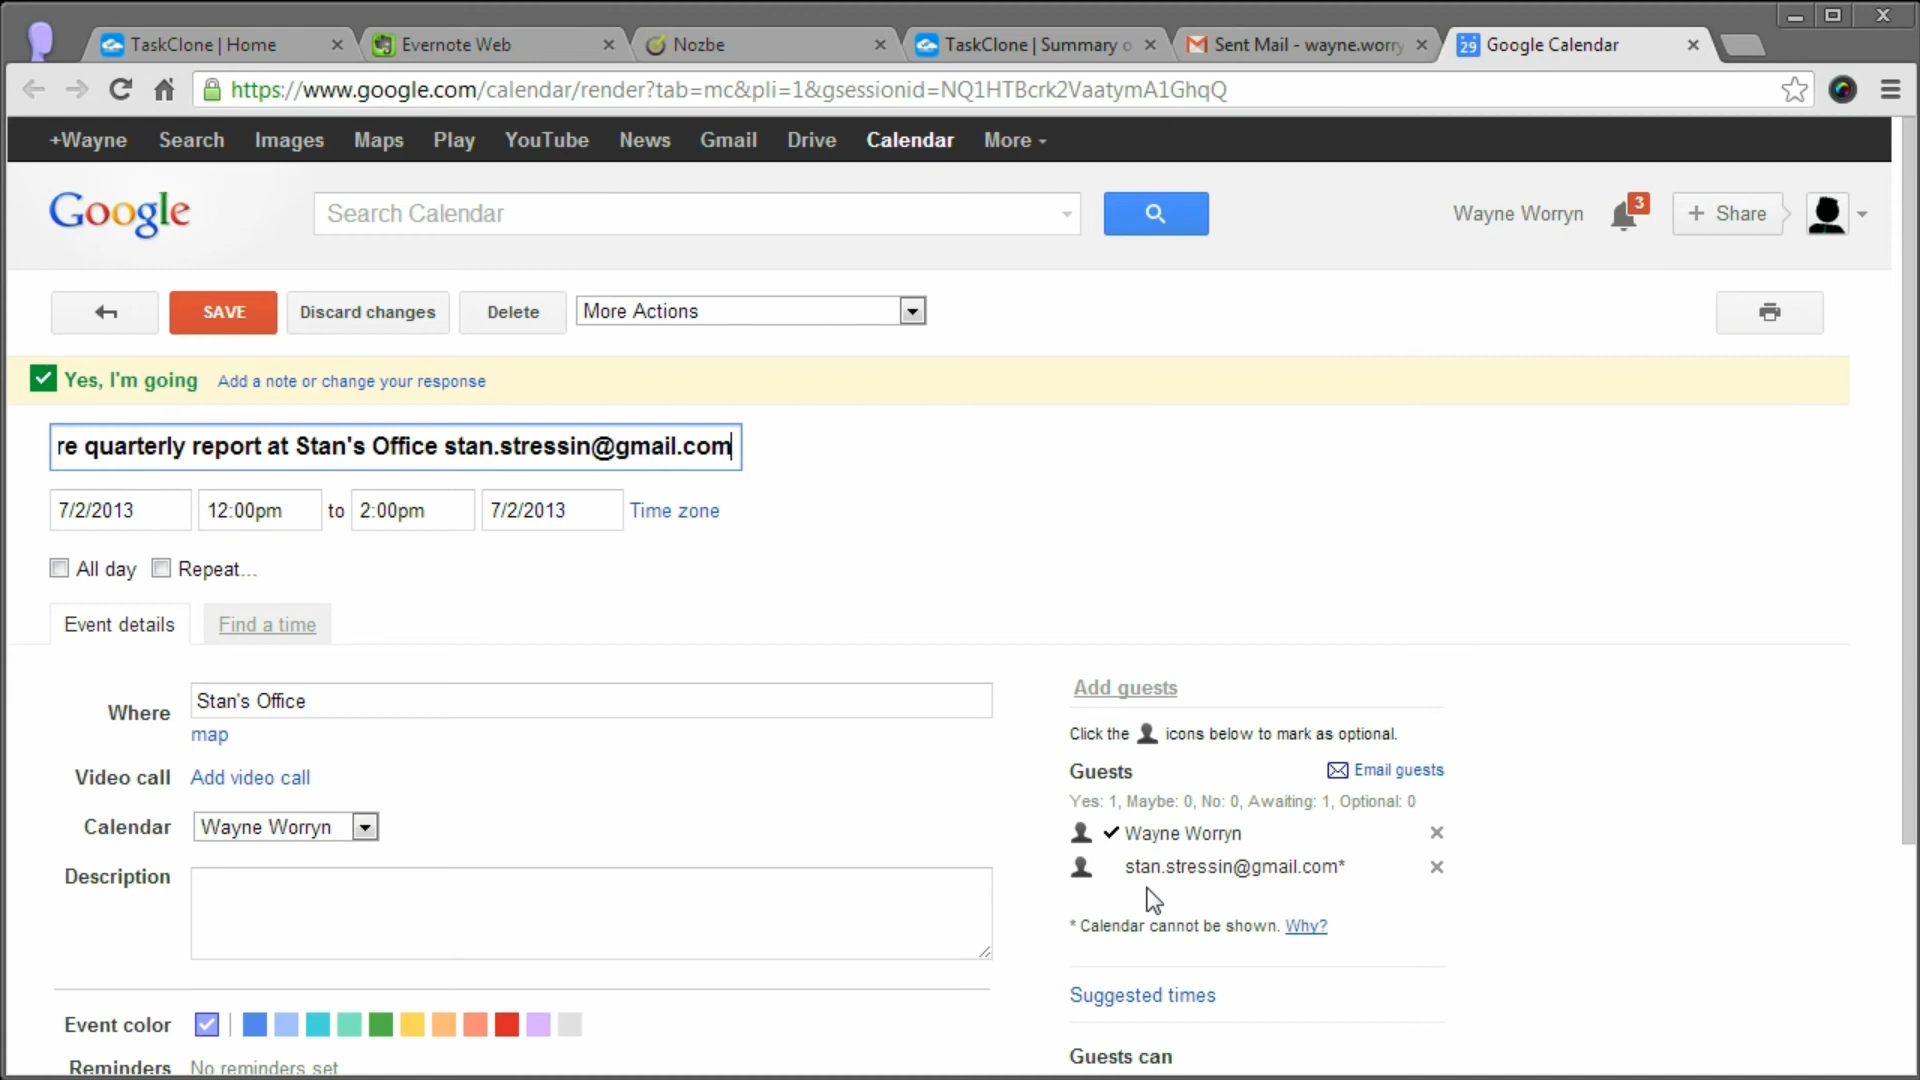 TaskClone | Home
Evernote Web
Nozbe
TaskClone | Summary o
Sent Mail - wayne.worry
29 Google Calendar
https://www.google.com/calendar/render?tab=mc&pli=1&gsessionid=NQ1HTBcrk2VaatymA1GhqQ
+Wayne Search Images Maps Play YouTube News Gmail Drive Calendar More
Google
Search Calendar
Wayne Worryn
3
+ Share
SAVE
Discard changes
Delete
More Actions
Yes, I'm going
Add a note or change your response
re quarterly report at Stan's Office stan.stressin@gmail.com
7/2/2013 12:00pm to 2:00pm 7/2/2013 Time zone
All day Repeat...
Event details Find a time
Where Stan's Office
map
Video call Add video call
Calendar Wayne Worryn
Description
Event color
Reminders No reminders set
Add guests
Click the icons below to mark as optional.
Guests Email guests
Yes: 1, Maybe: 0, No: 0, Awaiting: 1, Optional: 0
Wayne Worryn
stan.stressin@gmail.com*
* Calendar cannot be shown. Why?
Suggested times
Guests can